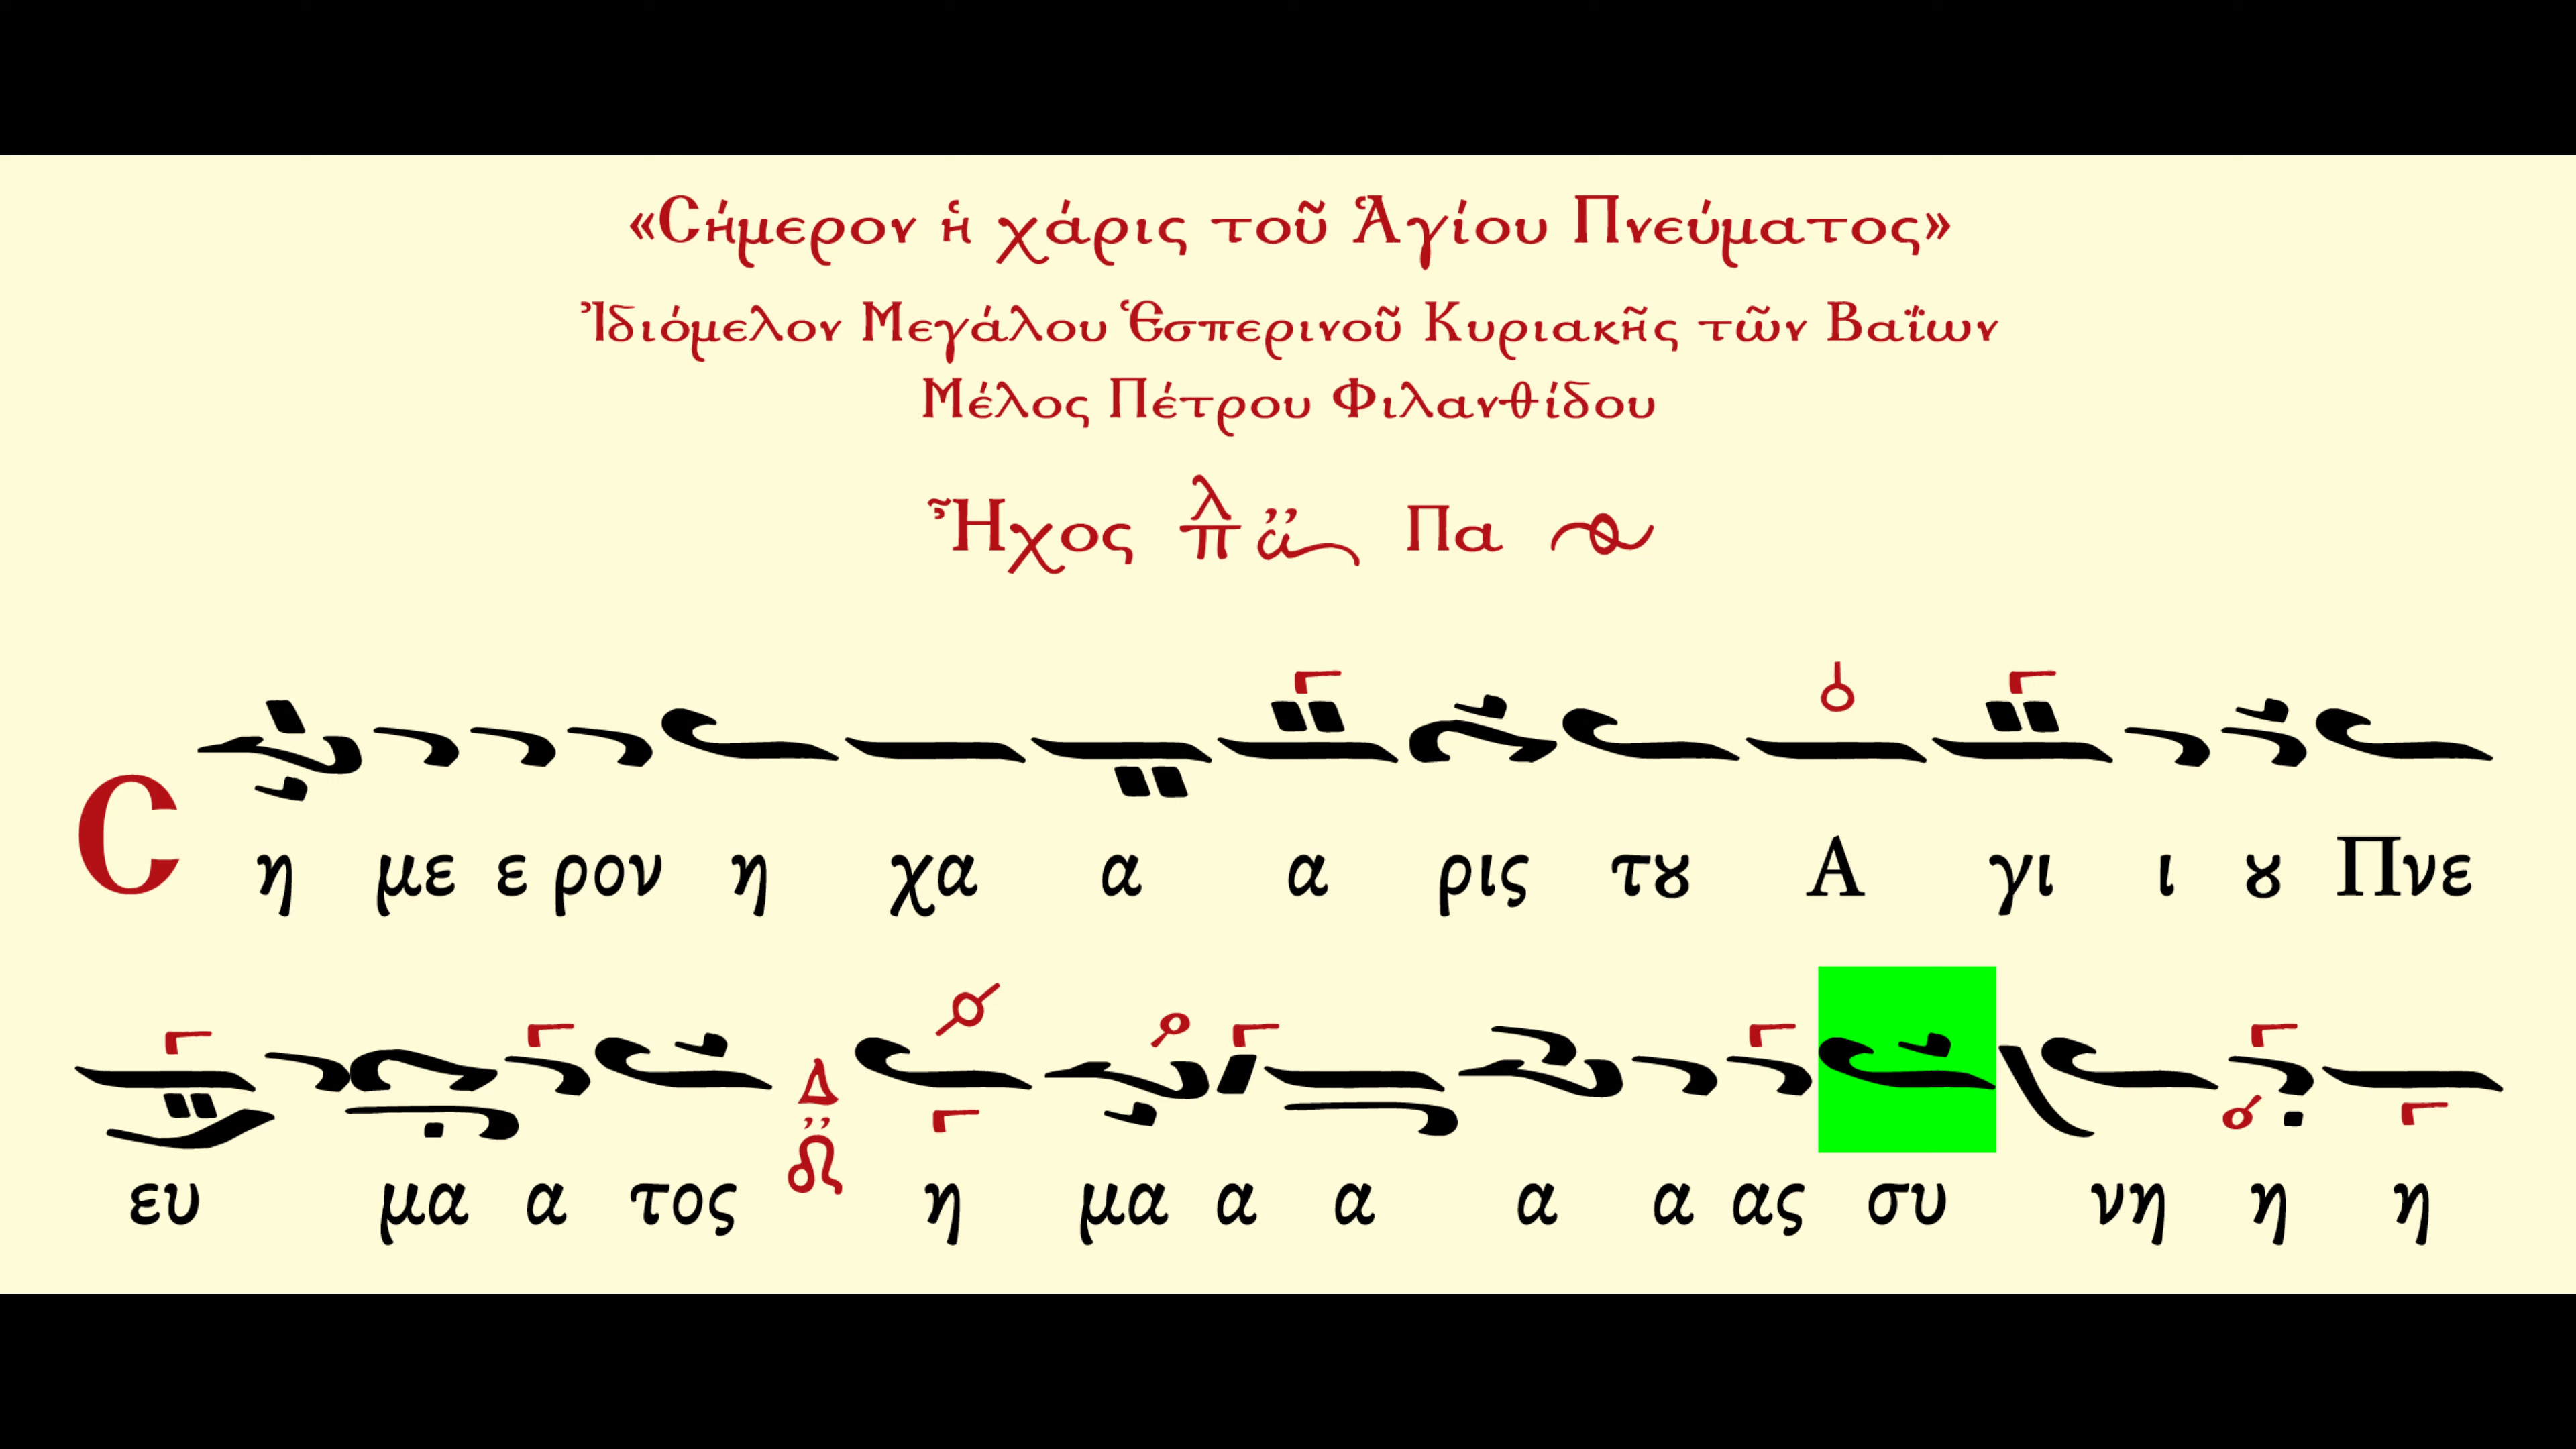 «Σήμερον ἡ χάρις τοῦ Ἁγίου Πνεύματος»
Ἰδιόμελον Μεγάλου Ἑσπερινοῦ Κυριακῆς τῶν Βαΐων
Μέλος Πέτρου Φιλανθίδου
Ἦχος λ π α Πα
Σ η με ε ρον η χα α α ρις τȣ Α γι ι ȣ Πνε
ευ μα α τος Δ η μα α α α α ας συ νη η η